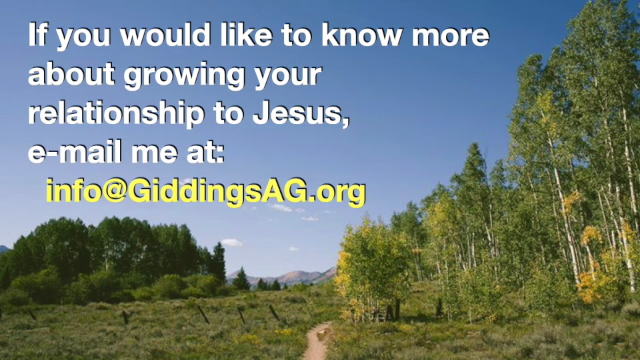 If you would like to know more
about growing your
relationship to Jesus,
e-mail me at:
info@GiddingsAG.org